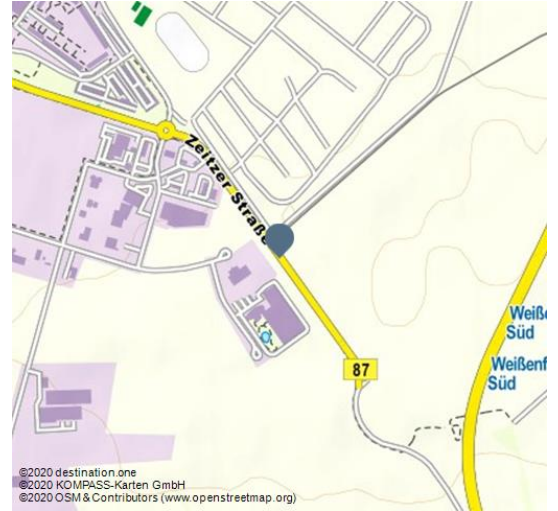 Zeitzer Straße
Weiße
Süd
Weißenf
Süd
87
©2020 destination.one
©2020 KOMPASS-Karten GmbH
©2020 OSM & Contributors (www.openstreetmap.org)